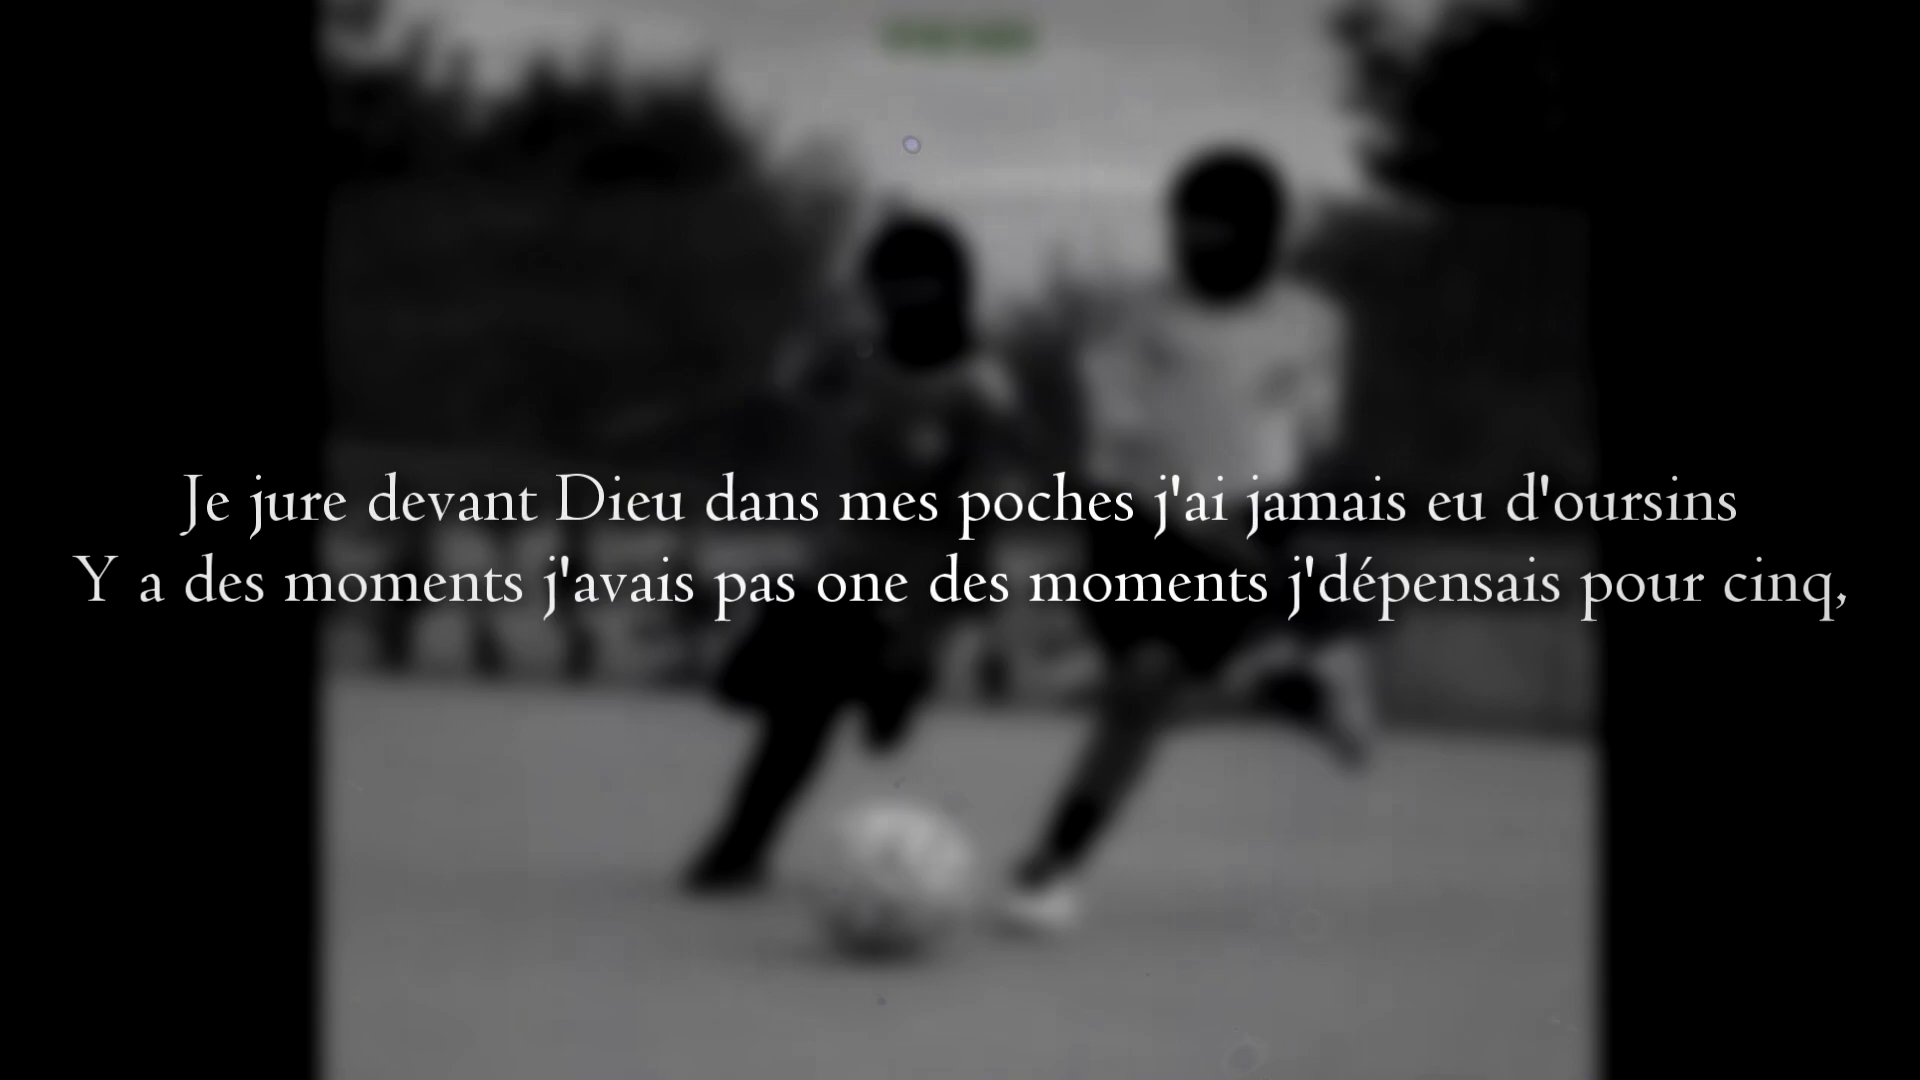 Je jure devant Dieu dans mes poches j'ai jamais eu d'oursins
Y a des moments j'avais pas one des moments j'dépensais pour cinq,